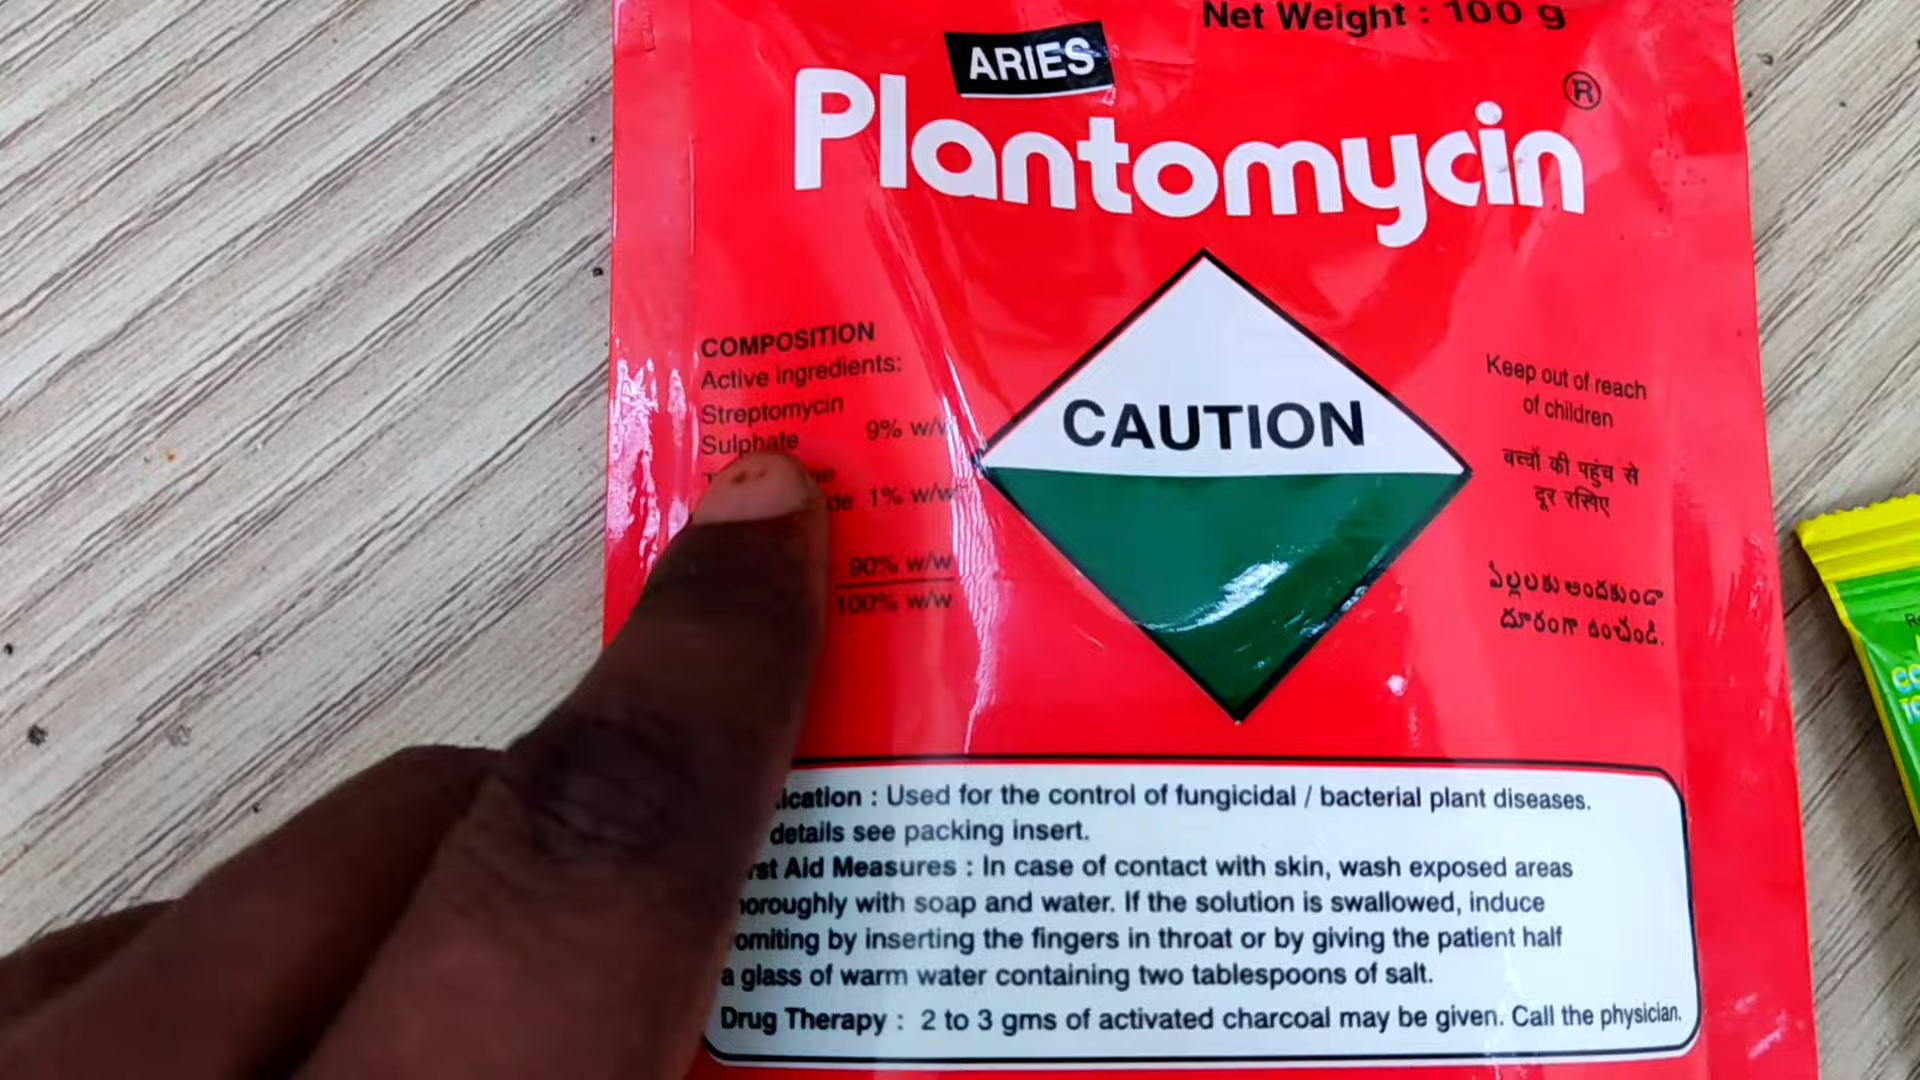 Net Weight : 100 g
ARIES
Plantomycin ®
COMPOSITION
Active ingredients:
Streptomycin
Sulphate 9% w/w
1% w/w
90% w/w
100% w/w
CAUTION
Keep out of reach
of children
बच्चों की पहुंच से
दूर रखिए
పిల్లలకు అందకుండా
దూరంగా ఉంచండి.
: Used for the control of fungicidal / bacterial plant diseases.
details see packing insert.
Aid Measures : In case of contact with skin, wash exposed areas
with soap and water. If the solution is swallowed, induce
by inserting the fingers in throat or by giving the patient half
a glass of warm water containing two tablespoons of salt.
Drug Therapy : 2 to 3 gms of activated charcoal may be given. Call the physician.